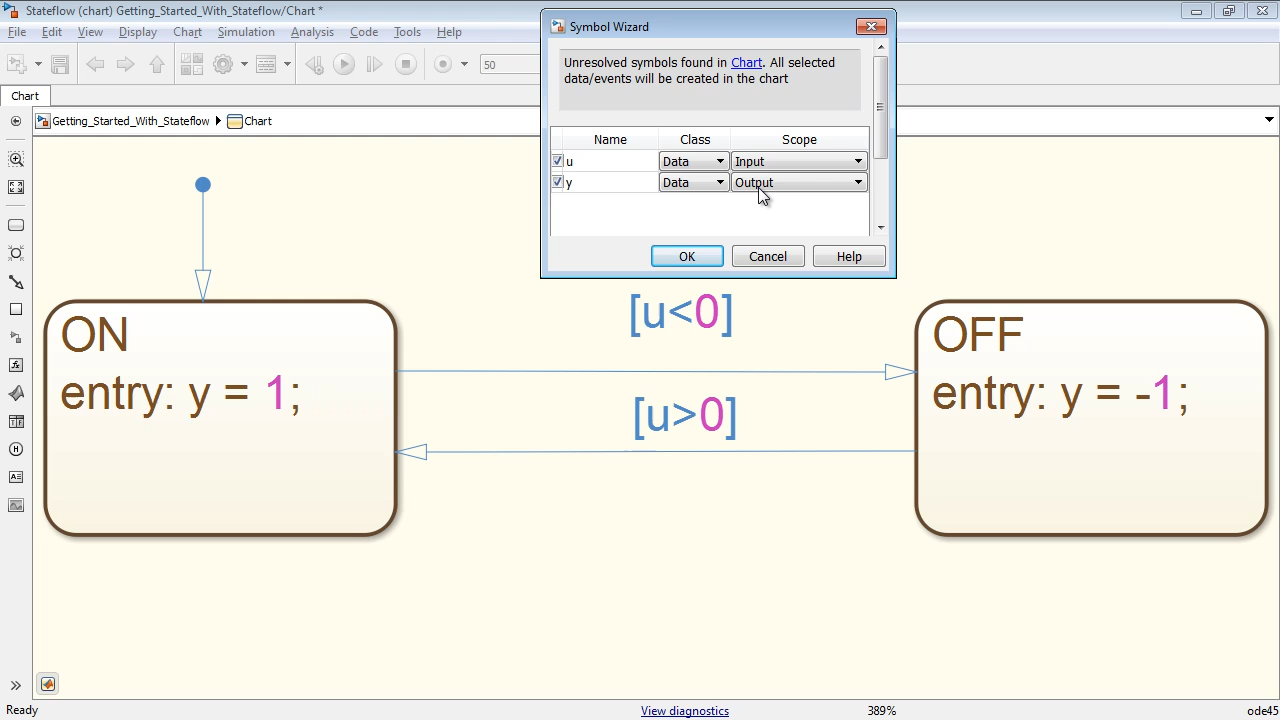 Stateflow (chart) Getting_Started_With_Stateflow/Chart *
File Edit View Display Chart Simulation Analysis Code Tools Help
50
Chart
Getting_Started_With_Stateflow Chart
Symbol Wizard
Unresolved symbols found in Chart. All selected
data/events will be created in the chart
Name Class Scope
u Data Input
y Data Output
OK Cancel Help
[u<0]
ON
entry: y = 1;
OFF
entry: y = -1;
[u>0]
Ready View diagnostics 389% ode45